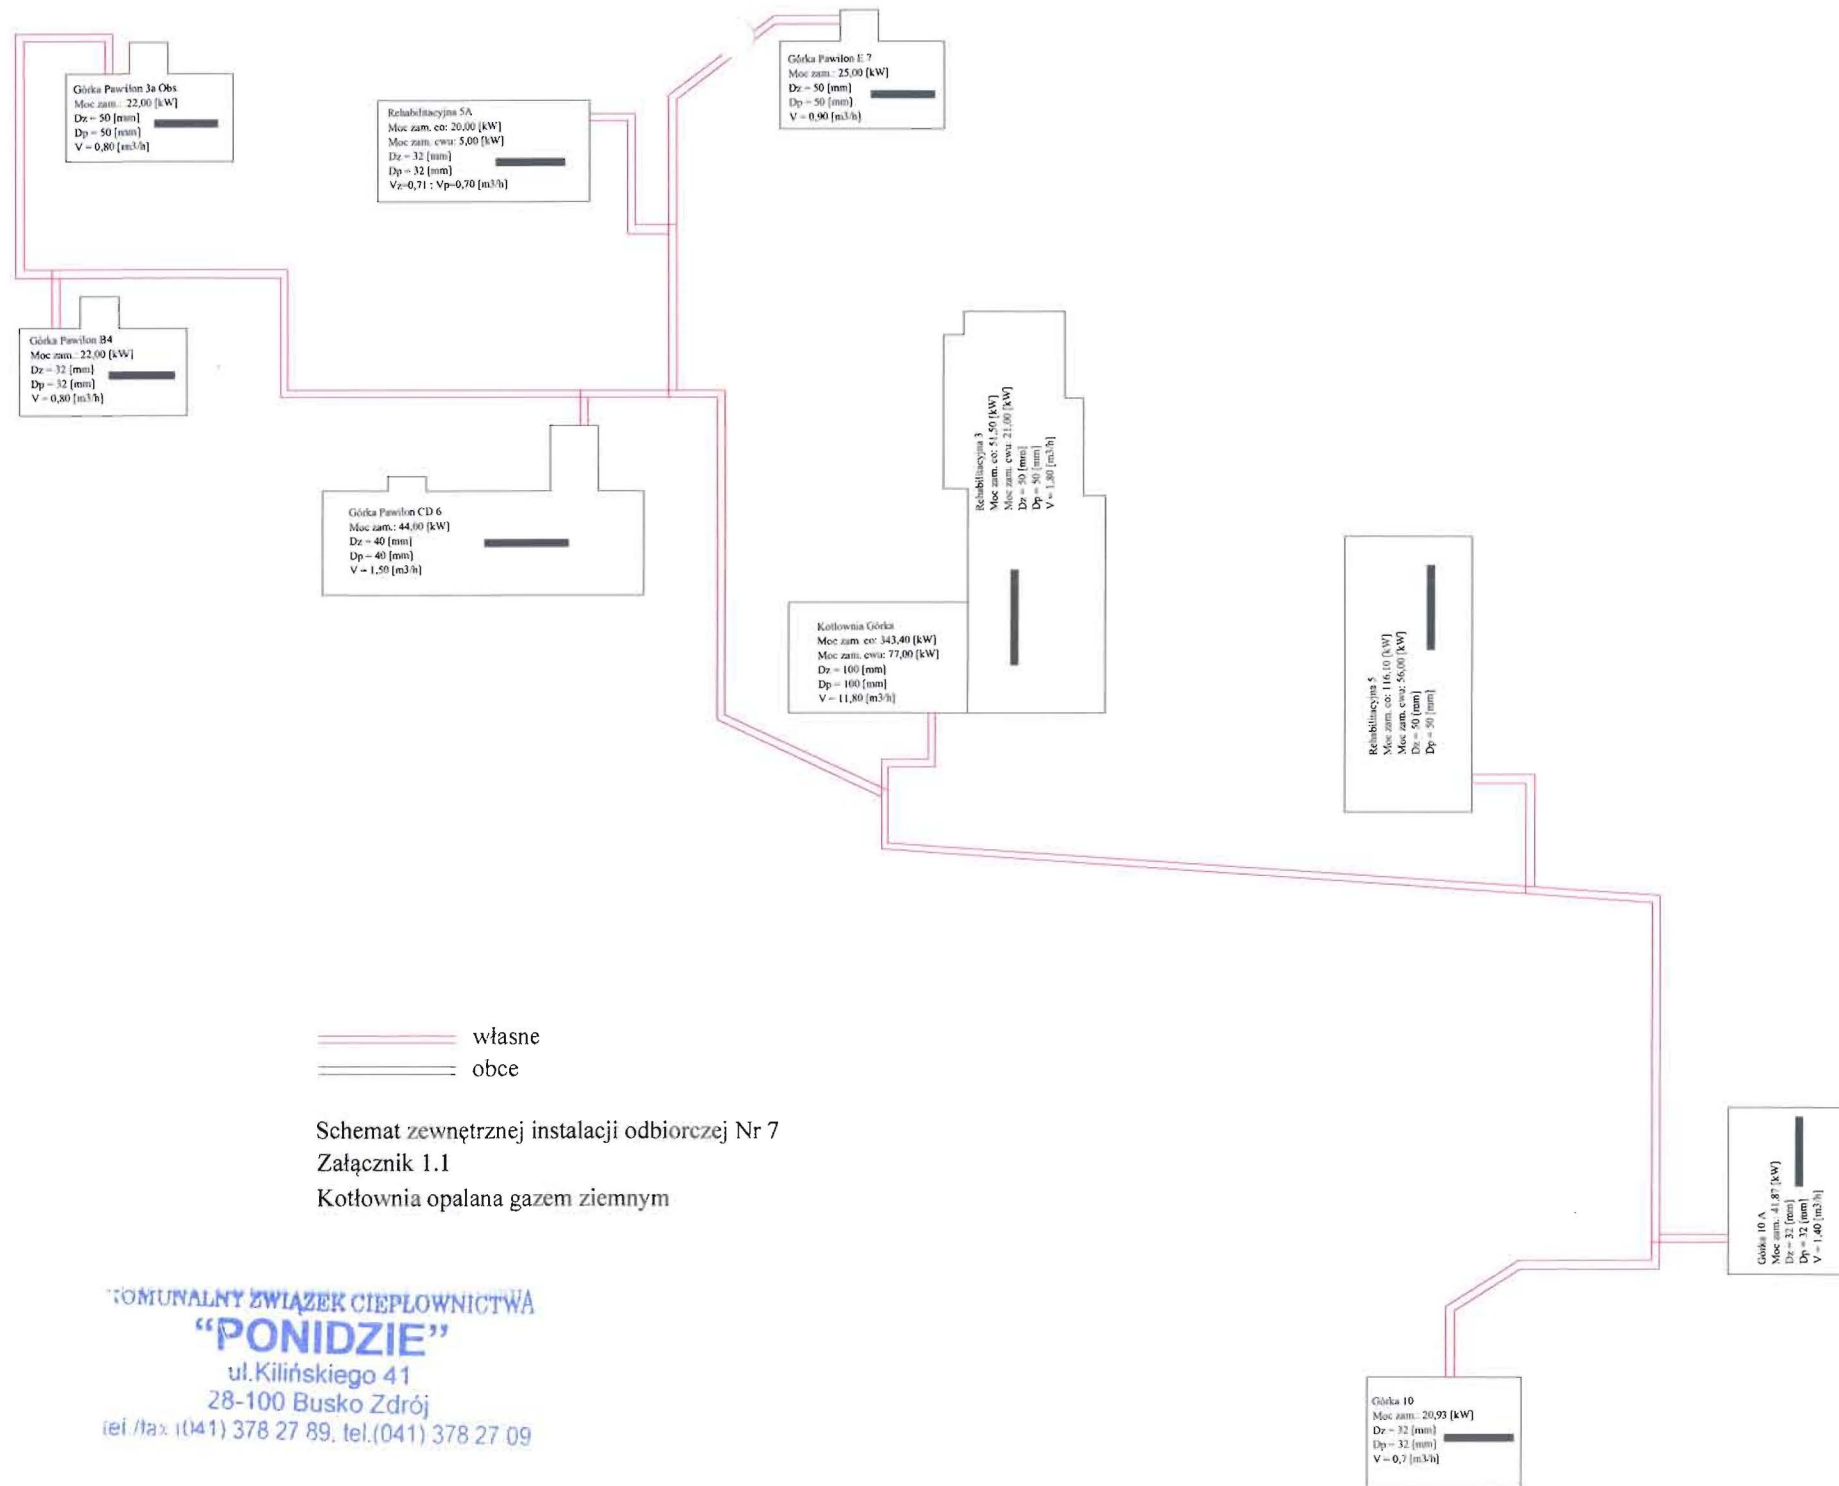 Górka Pawilon 3a Obs
Moc zam.: 22,00 [kW]
Dz = 50 [mm]
Dp = 50 [mm]
V = 0,80 [m3/h]
Rehabilitacyjna 5A
Moc zam. co: 20,00 [kW]
Moc zam. cwu: 5,00 [kW]
Dz = 32 [mm]
Dp = 32 [mm]
Vz=0,71 ; Vp=0,70 [m3/h]
Górka Pawilon E 7
Moc zam.: 25,00 [kW]
Dz = 50 [mm]
Dp = 50 [mm]
V = 0,90 [m3/h]
Górka Pawilon B4
Moc zam.: 22,00 [kW]
Dz = 32 [mm]
Dp = 32 [mm]
V = 0,80 [m3/h]
Górka Pawilon CD 6
Moc zam.: 44,00 [kW]
Dz = 40 [mm]
Dp = 40 [mm]
V = 1,50 [m3/h]
Rehabilitacyjna 3
Moc zam. co: 51,50 [kW]
Moc zam. cwu: 21,00 [kW]
Dz = 50 [mm]
Dp = 50 [mm]
V = 1,80 [m3/h]
Kotłownia Górka
Moc zam. co: 343,40 [kW]
Moc zam. cwu: 77,00 [kW]
Dz = 100 [mm]
Dp = 100 [mm]
V = 11,80 [m3/h]
Rehabilitacyjna 5
Moc zam. co: 116,10 [kW]
Moc zam. cwu: 56,00 [kW]
Dz = 50 [mm]
Dp = 50 [mm]
własne
obce
Schemat zewnętrznej instalacji odbiorczej Nr 7
Załącznik 1.1
Kotłownia opalana gazem ziemnym
Górka 10 A
Moc zam.: 41,87 [kW]
Dz = 32 [mm]
Dp = 32 [mm]
V = 1,40 [m3/h]
KOMUNALNY ZWIĄZEK CIEPŁOWNICTWA
“PONIDZIE”
ul.Kilińskiego 41
28-100 Busko Zdrój
tel./fax (041) 378 27 89, tel.(041) 378 27 09
Górka 10
Moc zam.: 20,93 [kW]
Dz = 32 [mm]
Dp = 32 [mm]
V = 0,7 [m3/h]